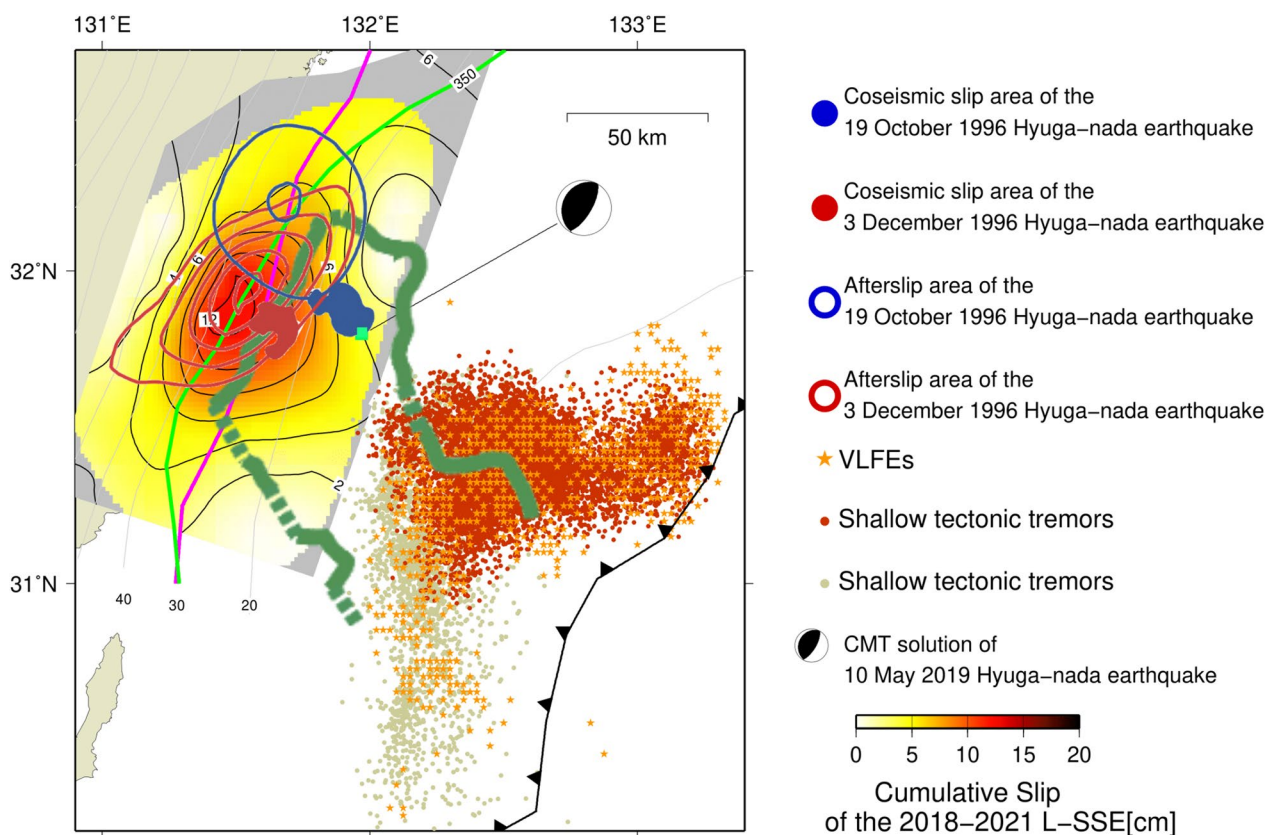 131°E
132°E
133°E
6
350
50 km
32°N
4
6
6
12
2
31°N
40
30
20
Coseismic slip area of the
19 October 1996 Hyuga−nada earthquake
Coseismic slip area of the
3 December 1996 Hyuga−nada earthquake
Afterslip area of the
19 October 1996 Hyuga−nada earthquake
Afterslip area of the
3 December 1996 Hyuga−nada earthquake
VLFEs
Shallow tectonic tremors
Shallow tectonic tremors
CMT solution of
10 May 2019 Hyuga−nada earthquake
0 5 10 15 20
Cumulative Slip
of the 2018−2021 L−SSE[cm]